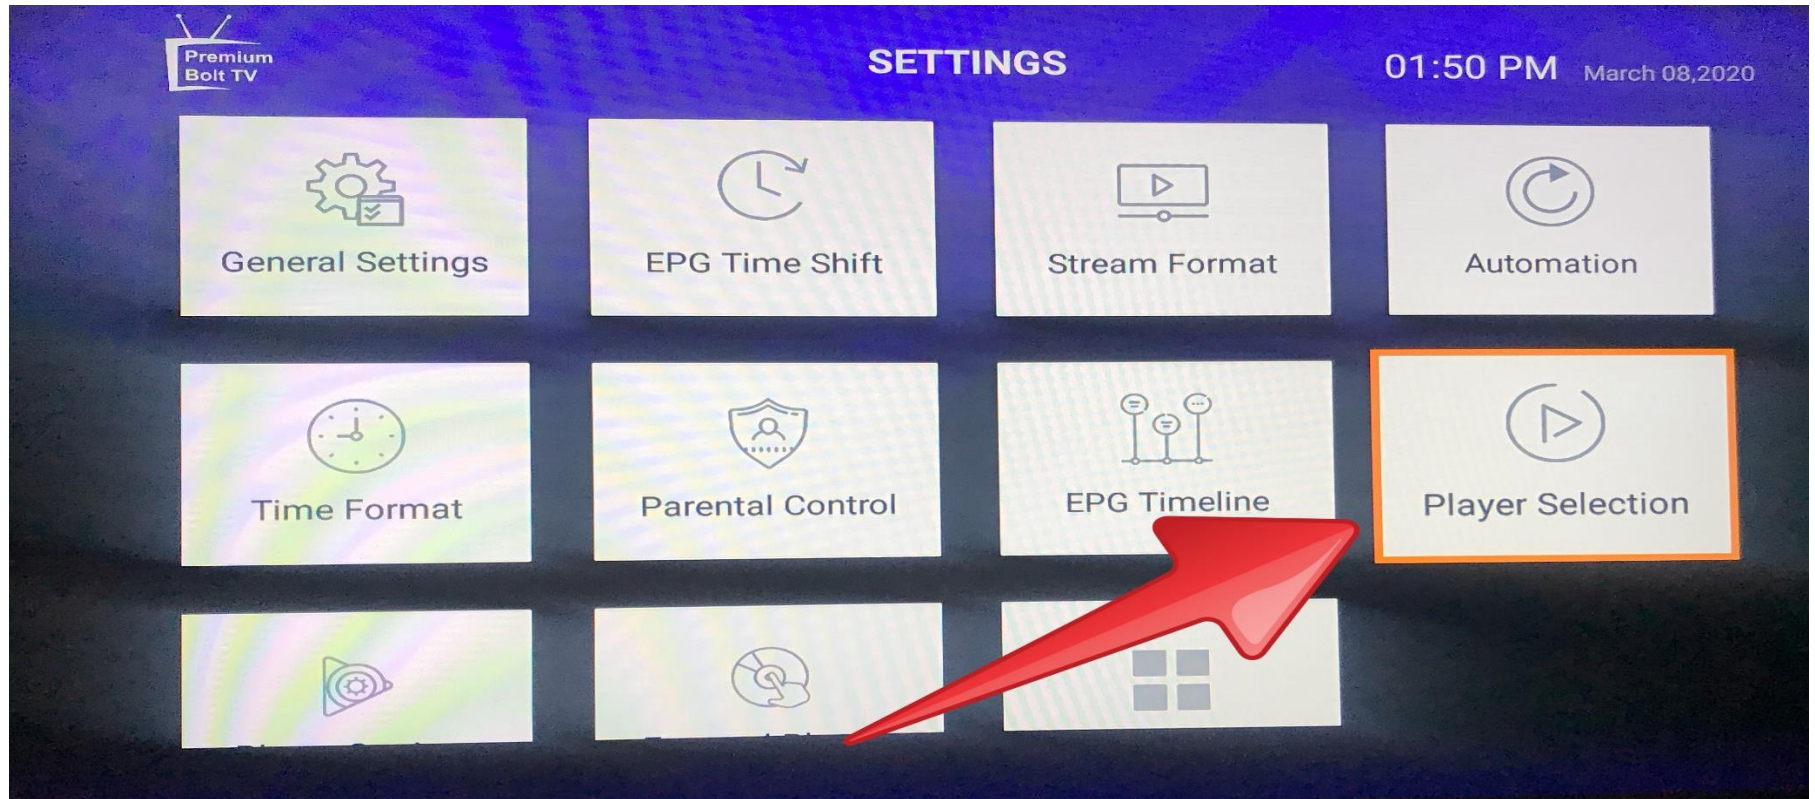 Premium
Bolt TV
SETTINGS
01:50 PM March 08,2020
General Settings
EPG Time Shift
Stream Format
Automation
Time Format
Parental Control
EPG Timeline
Player Selection